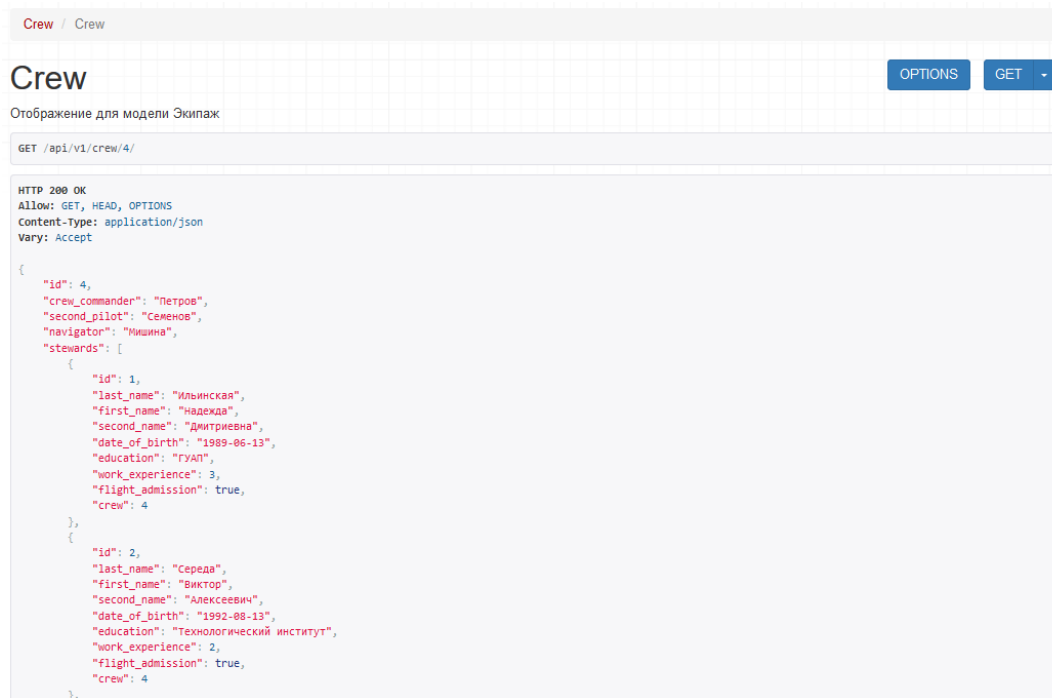 Crew / Crew
Crew
OPTIONS
GET
Отображение для модели Экипаж
GET /api/v1/crew/4/
HTTP 200 OK
Allow: GET, HEAD, OPTIONS
Content-Type: application/json
Vary: Accept
{
"id": 4,
"crew_commander": "Петров",
"second_pilot": "Семенов",
"navigator": "Мишина",
"stewards": [
{
"id": 1,
"last_name": "Ильинская",
"first_name": "Надежда",
"second_name": "Дмитриевна",
"date_of_birth": "1989-06-13",
"education": "ГУАП",
"work_experience": 3,
"flight_admission": true,
"crew": 4
},
{
"id": 2,
"last_name": "Середа",
"first_name": "Виктор",
"second_name": "Алексеевич",
"date_of_birth": "1992-08-13",
"education": "Технологический институт",
"work_experience": 2,
"flight_admission": true,
"crew": 4
},